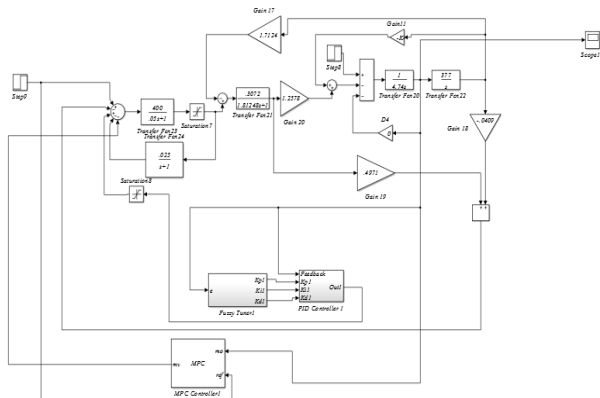 Gain 17
1.7124
Gain11
-K-
Step8
Scope1
Step9
400
.05s+1
Transfer Fcn23
Saturation7
.3072
1.81248s+1
Transfer Fcn21
1.2578
Gain 20
1
4.74s
Transfer Fcn20
377
s
Transfer Fcn22
Transfer Fcn24
.025
s+1
D4
0
-.0409
Gain 18
Saturation8
.4971
Gain 19
Fuzzy Tuner1
e
Kp1
Ki1
Kd1
Feedback
Kp1
Ki1
Kd1
Out1
PID Controller 1
MPC
mv
mo
ref
MPC Controller1